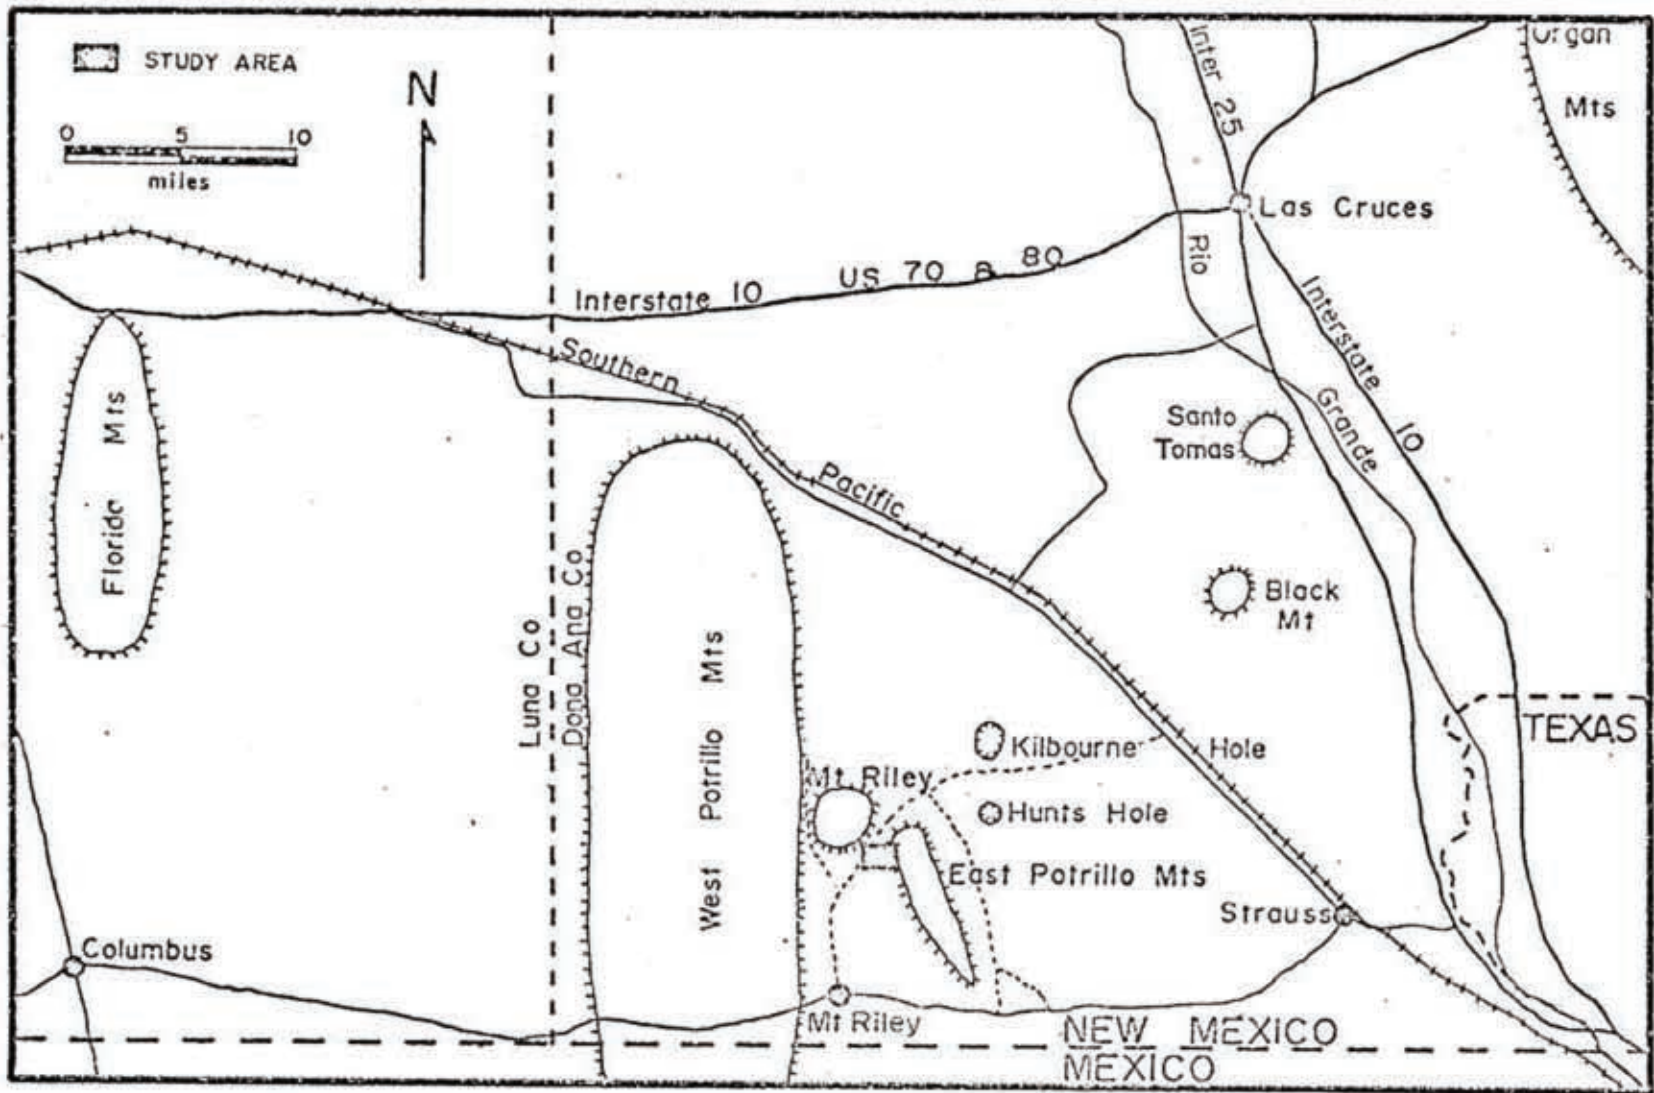 STUDY AREA
N
0 5 10
miles
Organ
Mts
Inter 25
Las Cruces
Rio
Grande
Interstate 10
US 70 & 80
Interstate 10
Southern
Pacific
Santo
Tomas
Black
Mt
Florida Mts
Luna Co
Dona Ana Co
West Potrillo Mts
TEXAS
Kilbourne Hole
Mt Riley
Hunts Hole
East Potrillo Mts
Strauss
Columbus
Mt Riley
NEW MEXICO
MEXICO